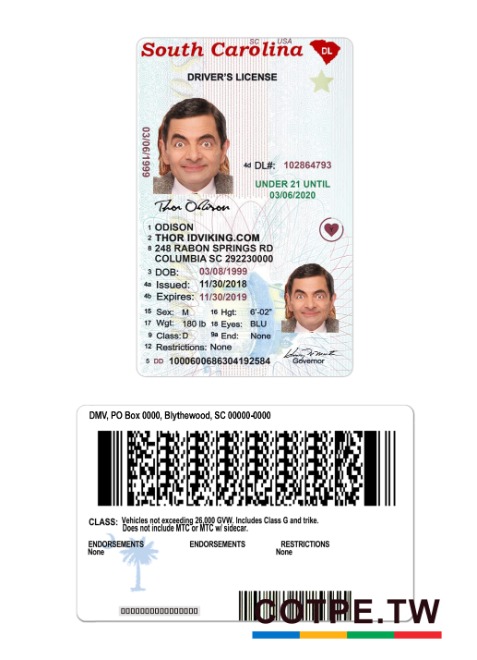 SC USA
South Carolina DL
DRIVER'S LICENSE
03/06/1999
4d DL#: 102864793
UNDER 21 UNTIL
03/06/2020
Thor Odison
1 ODISON
2 THOR IDVIKING.COM
8 248 RABON SPRINGS RD
COLUMBIA SC 292230000
3 DOB: 03/08/1999
4a Issued: 11/30/2018
4b Expires: 11/30/2019
15 Sex: M 16 Hgt: 6'-02"
17 Wgt: 180 lb 18 Eyes: BLU
9 Class: D 9a End: None
12 Restrictions: None
Governor
5 DD 1000600686304192584
DMV, PO Box 0000, Blythewood, SC 00000-0000
CLASS: Vehicles not exceeding 26,000 GVW. Includes Class G and trike.
Does not include MTC or MTC w/ sidecar.
ENDORSEMENTS ENDORSEMENTS RESTRICTIONS
None None
COTPE.TW